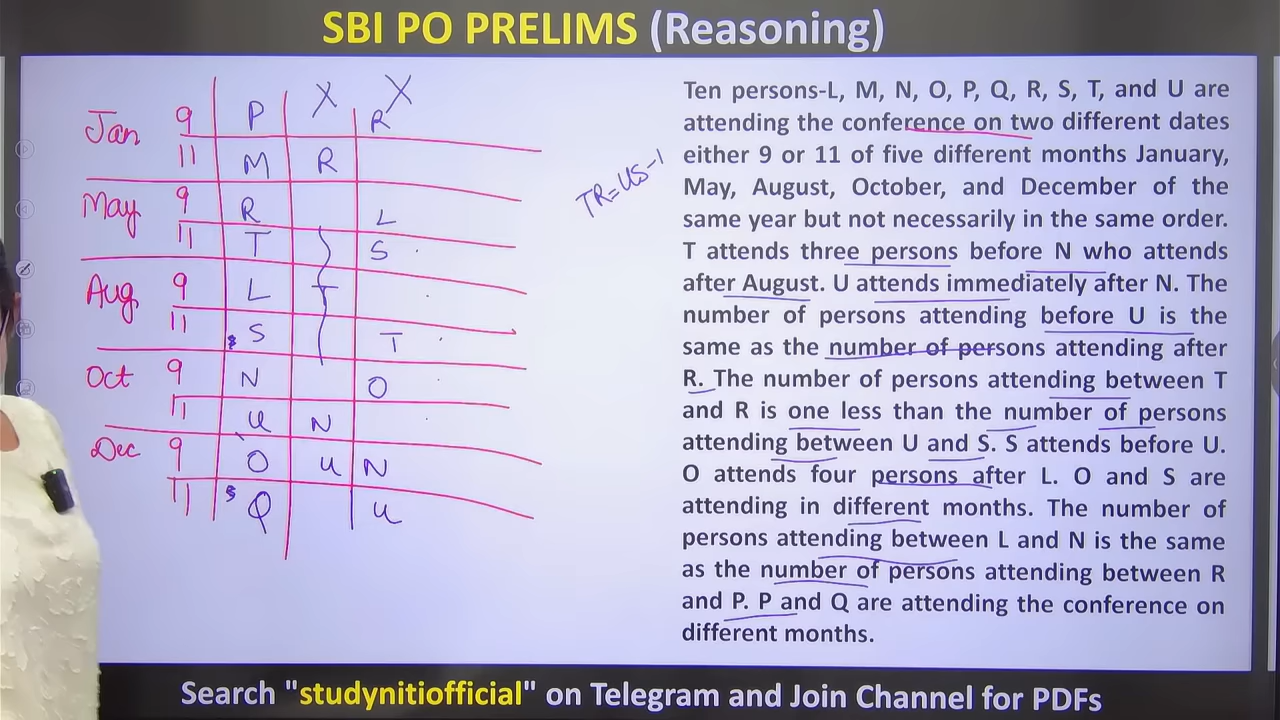 SBI PO PRELIMS (Reasoning)
Jan 9 P X X R
11 M R
May 9 R L
11 T S
Aug 9 L T
11 S T
Oct 9 N O
11 U N
Dec 9 O U N
11 Q U
TR=US-1
Ten persons-L, M, N, O, P, Q, R, S, T, and U are
attending the conference on two different dates
either 9 or 11 of five different months January,
May, August, October, and December of the
same year but not necessarily in the same order.
T attends three persons before N who attends
after August. U attends immediately after N. The
number of persons attending before U is the
same as the number of persons attending after
R. The number of persons attending between T
and R is one less than the number of persons
attending between U and S. S attends before U.
O attends four persons after L. O and S are
attending in different months. The number of
persons attending between L and N is the same
as the number of persons attending between R
and P. P and Q are attending the conference on
different months.
Search "studynitiofficial" on Telegram and Join Channel for PDFs